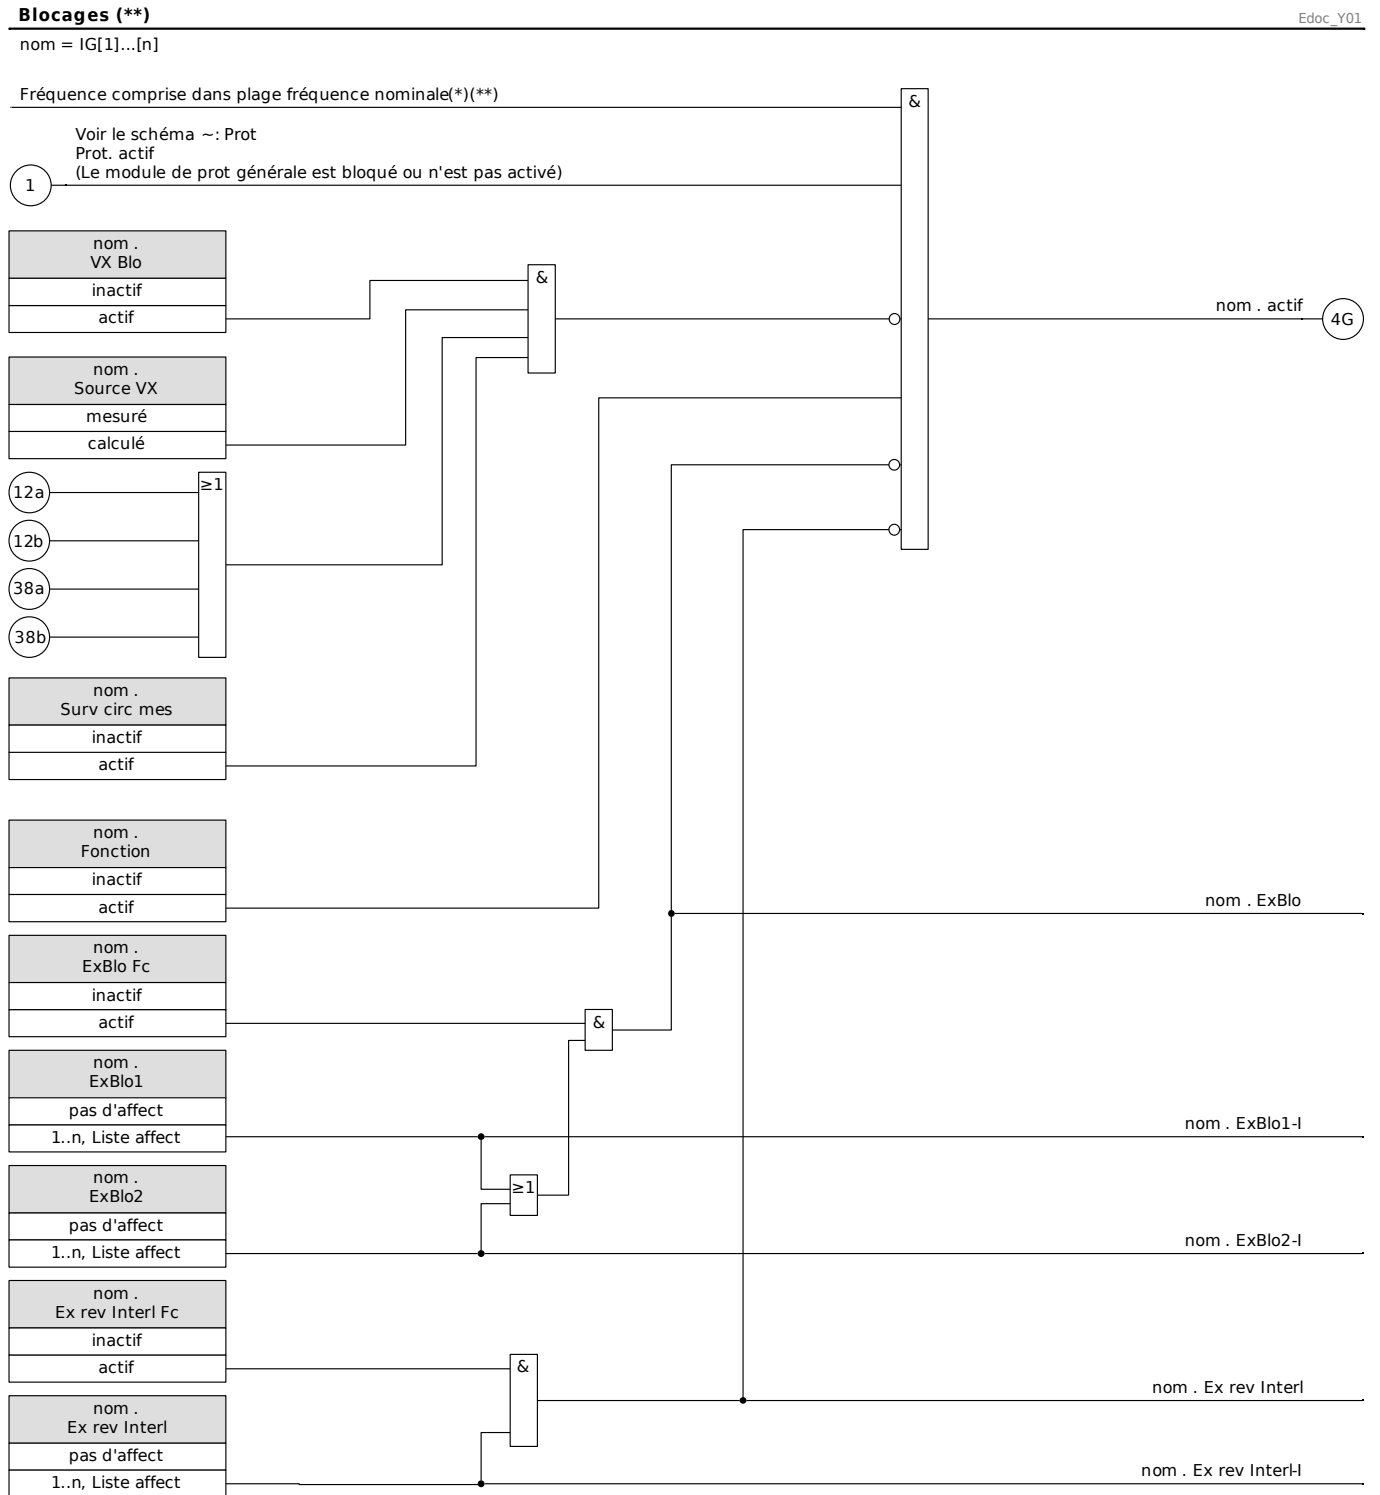 Blocages (**)
Edoc_Y01
nom = IG[1]...[n]
Fréquence comprise dans plage fréquence nominale(*)(**)
&
Voir le schéma ~: Prot
Prot. actif
(Le module de prot générale est bloqué ou n'est pas activé)
1
nom .
VX Blo
inactif
actif
&
nom . actif
4G
nom .
Source VX
mesuré
calculé
12a
≥1
12b
38a
38b
nom .
Surv circ mes
inactif
actif
nom .
Fonction
inactif
actif
nom . ExBlo
nom .
ExBlo Fc
inactif
actif
&
nom .
ExBlo1
pas d'affect
1..n, Liste affect
nom . ExBlo1-I
nom .
ExBlo2
≥1
pas d'affect
1..n, Liste affect
nom . ExBlo2-I
nom .
Ex rev Interl Fc
inactif
actif
&
nom . Ex rev Interl
nom .
Ex rev Interl
pas d'affect
1..n, Liste affect
nom . Ex rev Interl-I